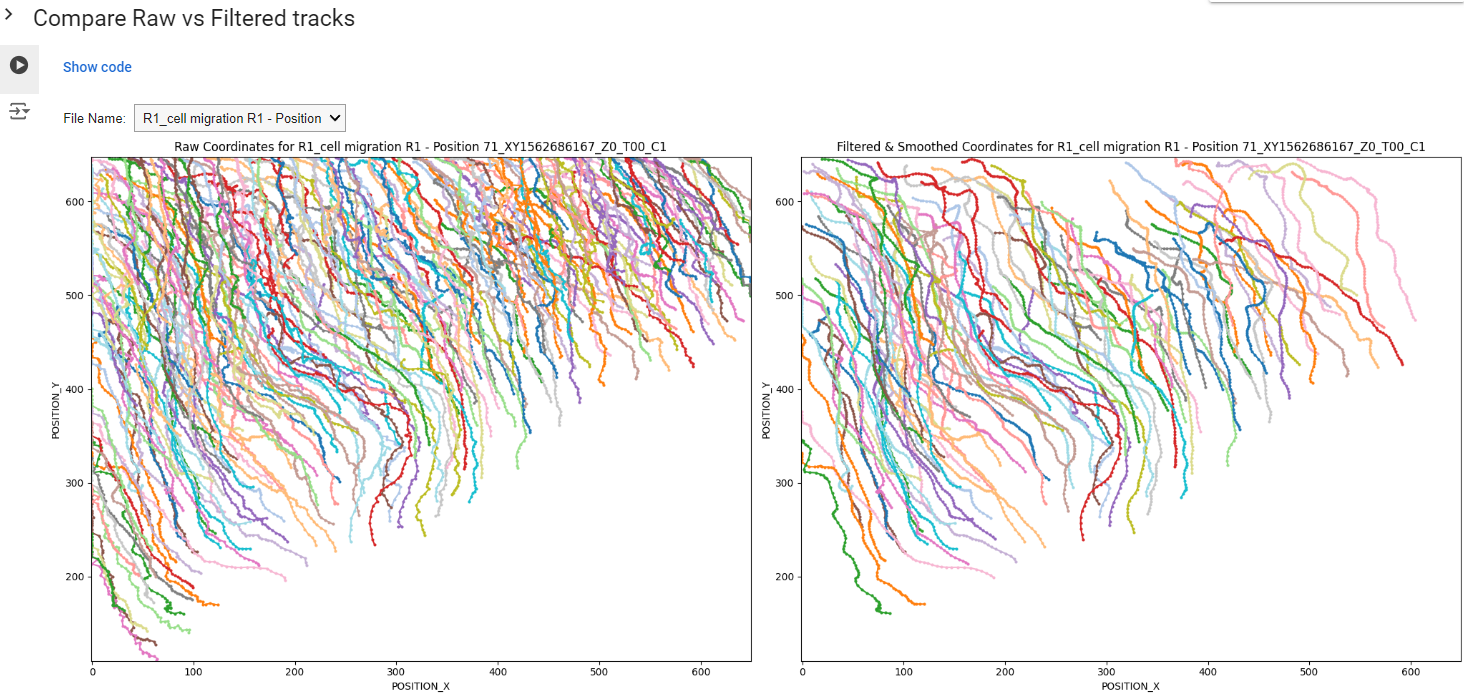 Compare Raw vs Filtered tracks
Show code
File Name: R1_cell migration R1 - Position
Raw Coordinates for R1_cell migration R1 - Position 71_XY1562686167_Z0_T00_C1
Filtered & Smoothed Coordinates for R1_cell migration R1 - Position 71_XY1562686167_Z0_T00_C1
600
500
400
300
200
POSITION_Y
0 100 200 300 400 500 600
POSITION_X
600
500
400
300
200
POSITION_Y
0 100 200 300 400 500 600
POSITION_X